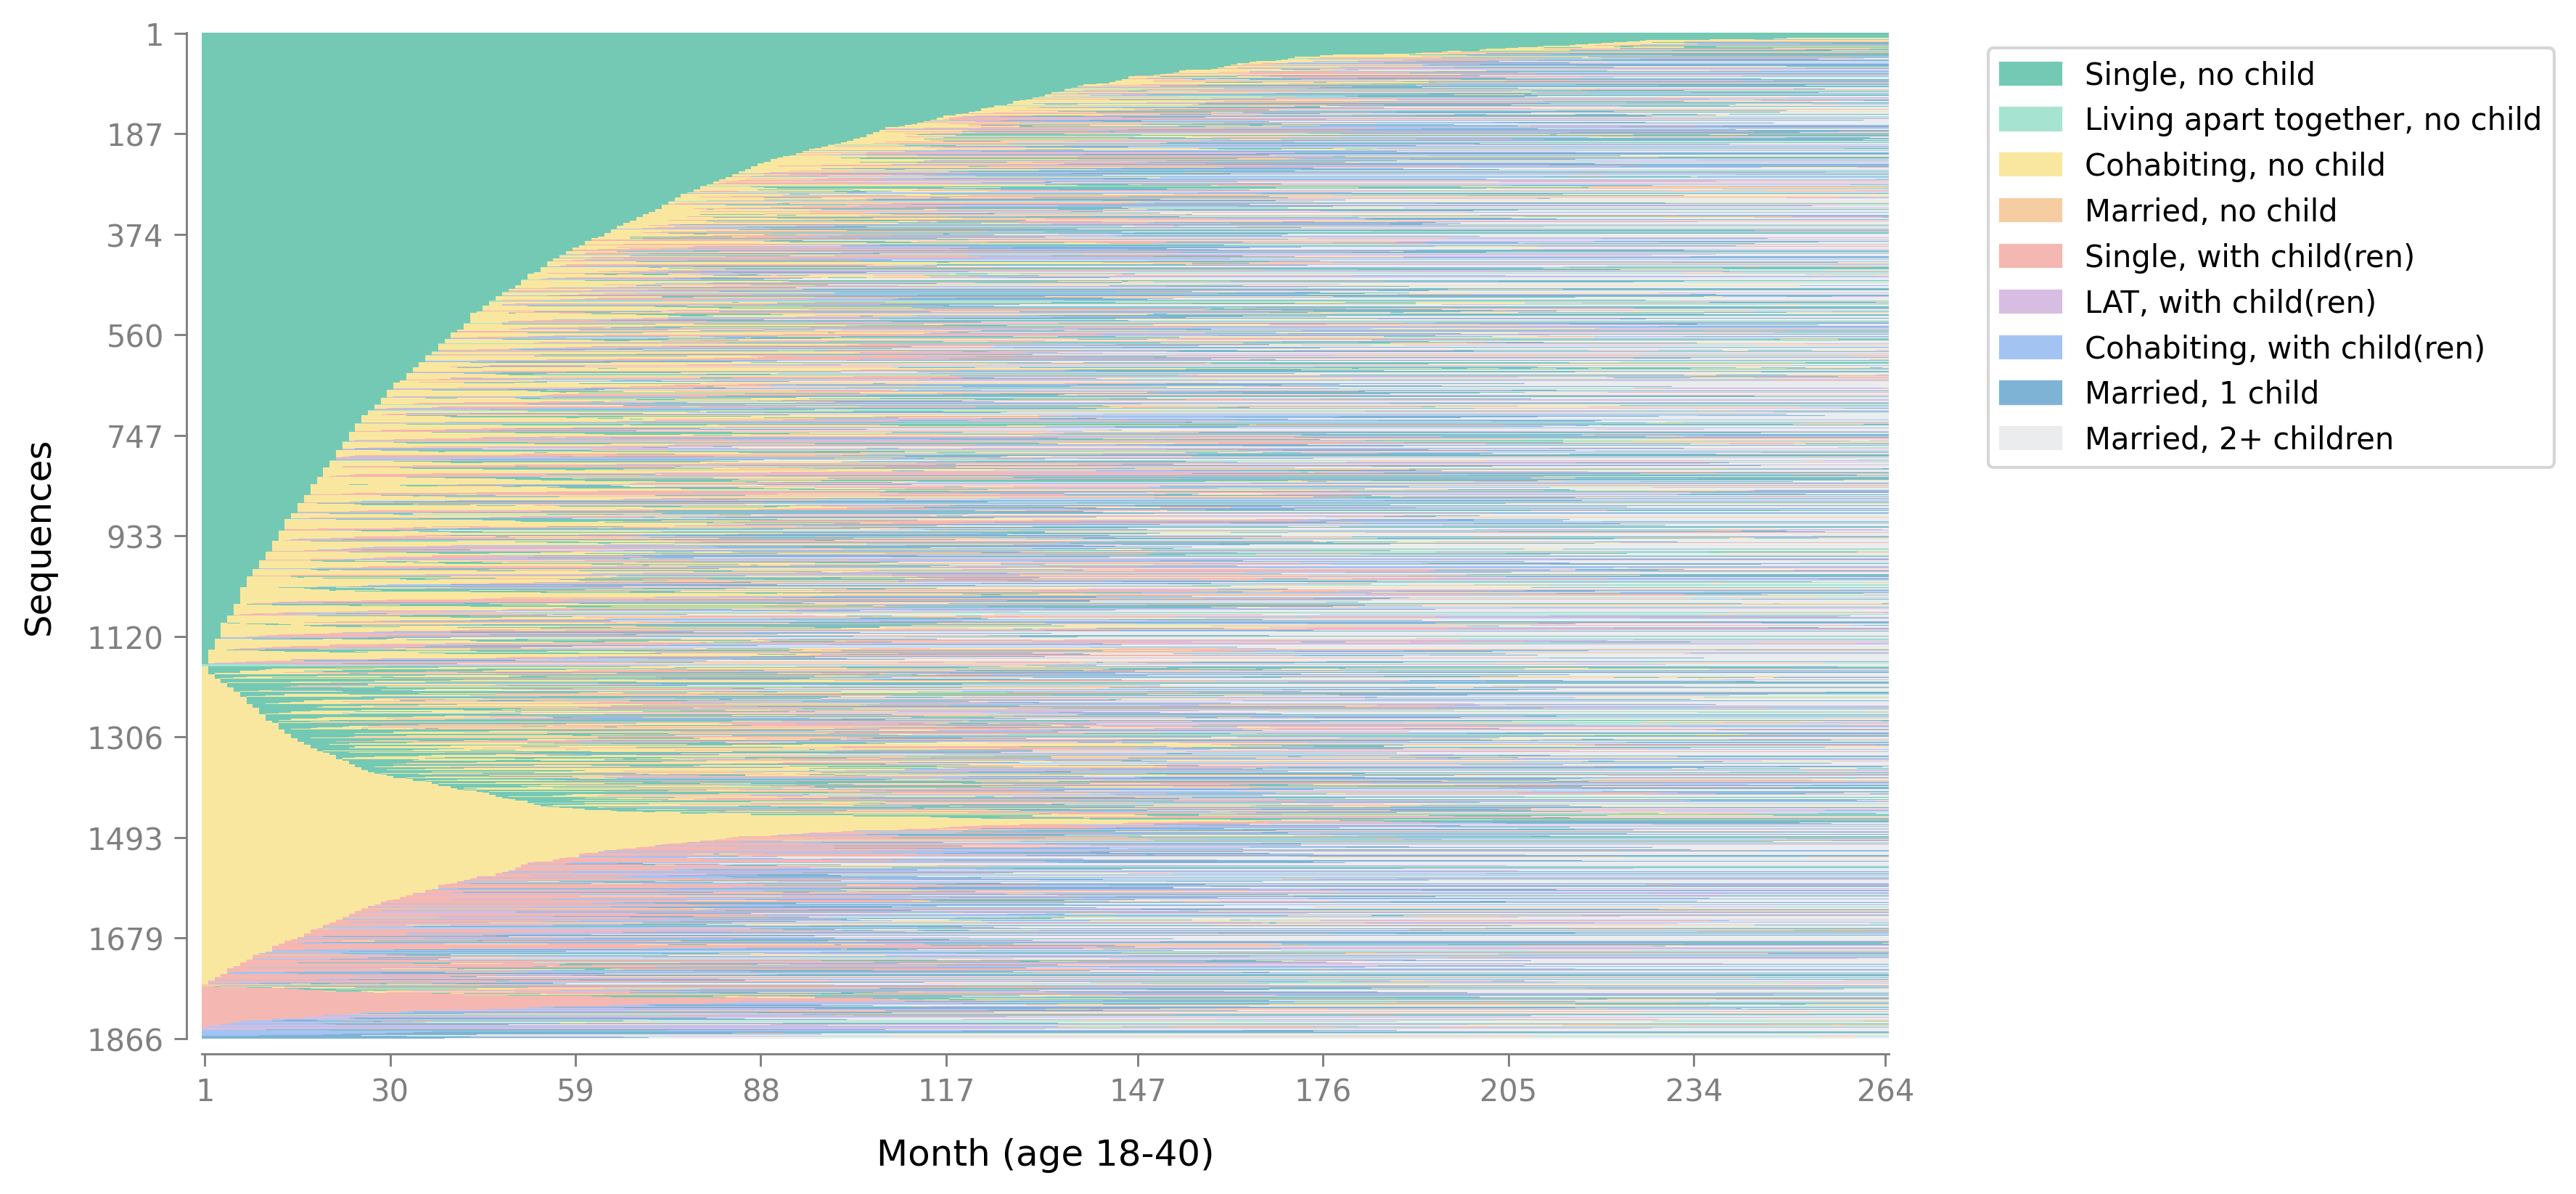 1
187
374
560
747
933
1120
1306
1493
1679
1866
Sequences
1 30 59 88 117 147 176 205 234 264
Month (age 18-40)
Single, no child
Living apart together, no child
Cohabiting, no child
Married, no child
Single, with child(ren)
LAT, with child(ren)
Cohabiting, with child(ren)
Married, 1 child
Married, 2+ children